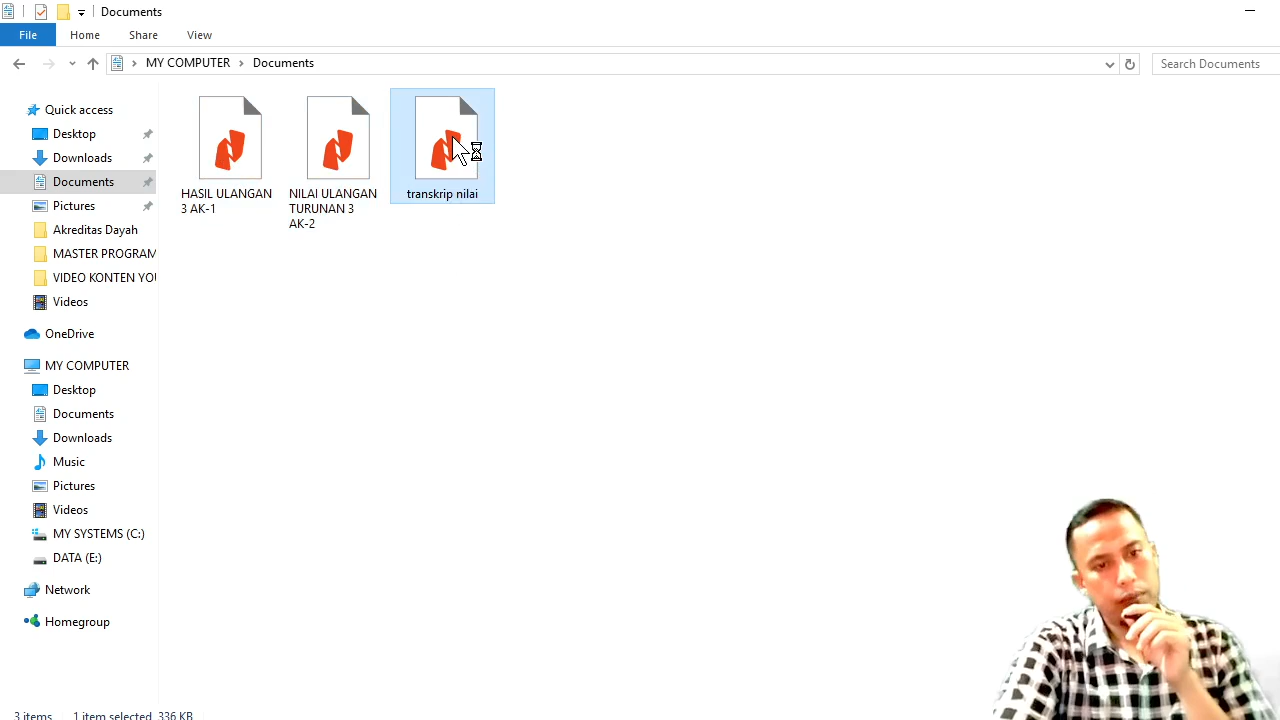 Documents
File Home Share View
MY COMPUTER Documents
Search Documents
Quick access
Desktop
Downloads
Documents
Pictures
Akreditas Dayah
MASTER PROGRAM
VIDEO KONTEN YOU
Videos
OneDrive
MY COMPUTER
Desktop
Documents
Downloads
Music
Pictures
Videos
MY SYSTEMS (C:)
DATA (E:)
Network
Homegroup
HASIL ULANGAN
3 AK-1
NILAI ULANGAN
TURUNAN 3
AK-2
transkrip nilai
3 items 1 item selected 336 KB